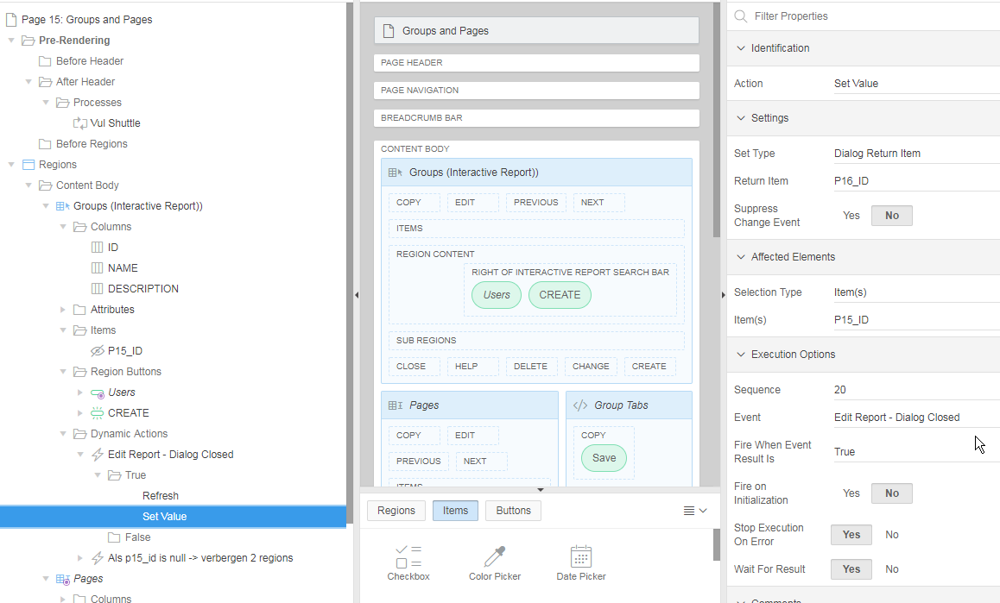 Page 15: Groups and Pages
Pre-Rendering
Before Header
After Header
Processes
Vul Shuttle
Before Regions
Regions
Content Body
Groups (Interactive Report))
Columns
ID
NAME
DESCRIPTION
Attributes
Items
P15_ID
Region Buttons
Users
CREATE
Dynamic Actions
Edit Report - Dialog Closed
True
Refresh
Set Value
False
Als p15_id is null -> verbergen 2 regions
Pages
Columns
Groups and Pages
PAGE HEADER
PAGE NAVIGATION
BREADCRUMB BAR
CONTENT BODY
Groups (Interactive Report))
COPY EDIT PREVIOUS NEXT
ITEMS
REGION CONTENT
RIGHT OF INTERACTIVE REPORT SEARCH BAR
Users CREATE
SUB REGIONS
CLOSE HELP DELETE CHANGE CREATE
Pages
COPY EDIT
PREVIOUS NEXT
ITEMS
Group Tabs
COPY
Save
Regions Items Buttons
Checkbox Color Picker Date Picker
Filter Properties
Identification
Action Set Value
Settings
Set Type Dialog Return Item
Return Item P16_ID
Suppress
Change Event Yes No
Affected Elements
Selection Type Item(s)
Item(s) P15_ID
Execution Options
Sequence 20
Event Edit Report - Dialog Closed
Fire When Event
Result Is True
Fire on
Initialization Yes No
Stop Execution
On Error Yes No
Wait For Result Yes No
Comments